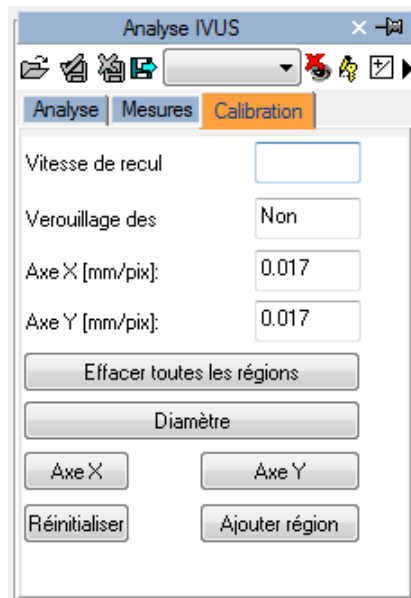 Analyse IVUS
Analyse Mesures Calibration
Vitesse de recul
Verouillage des Non
Axe X [mm/pix]: 0.017
Axe Y [mm/pix]: 0.017
Effacer toutes les régions
Diamètre
Axe X Axe Y
Réinitialiser Ajouter région